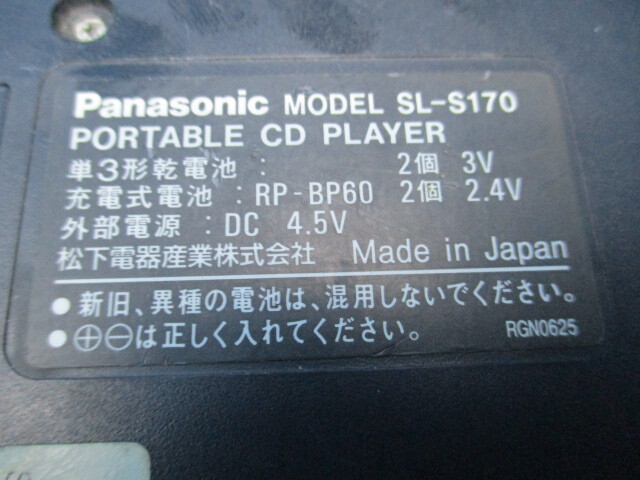 Panasonic MODEL SL-S170
PORTABLE CD PLAYER
単3形乾電池 : 2個 3V
充電式電池 : RP-BP60 2個 2.4V
外部電源 : DC 4.5V
松下電器産業株式会社 Made in Japan
● 新旧、異種の電池は、混用しないでください。
● ⊕⊖は正しく入れてください。 RGN0625